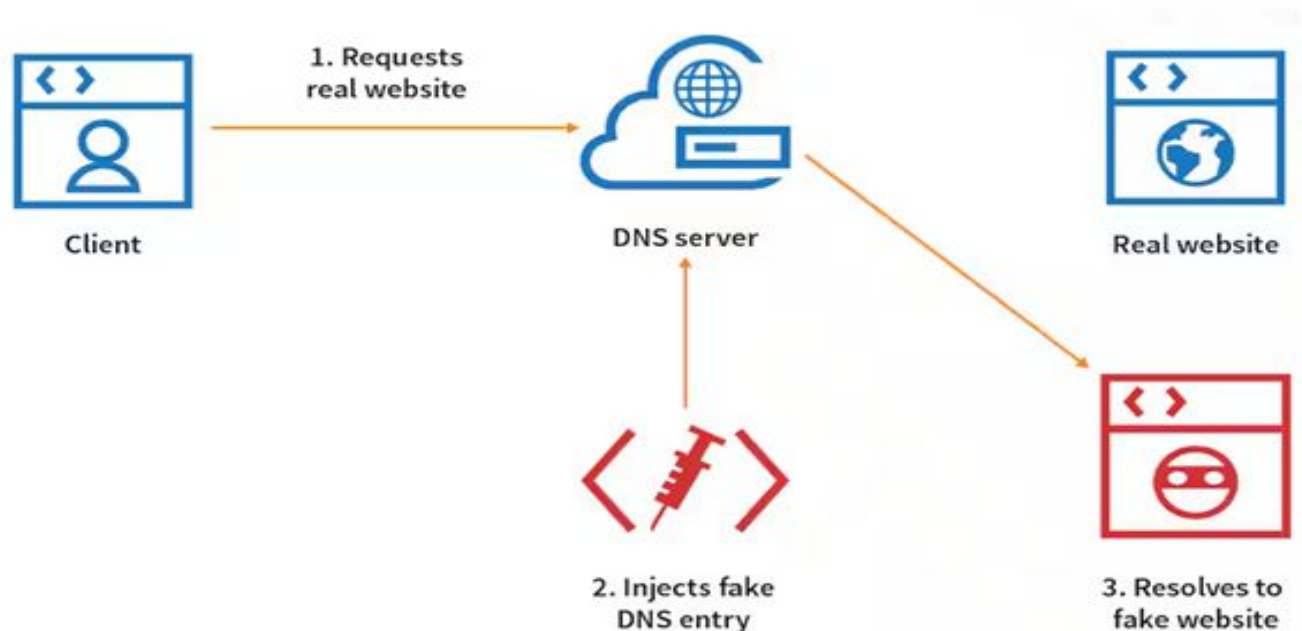 1. Requests
real website
Client
DNS server
Real website
2. Injects fake
DNS entry
3. Resolves to
fake website